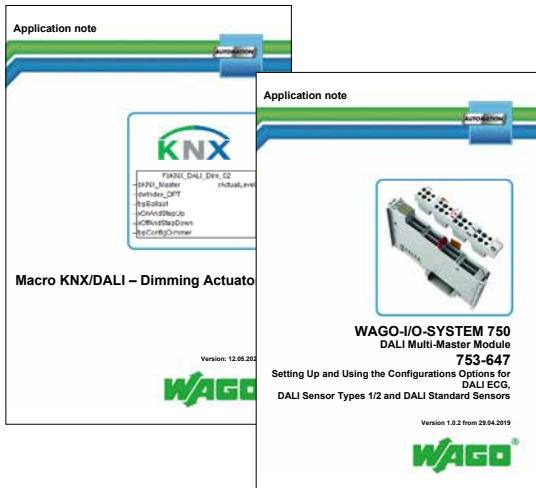 Application note
AUTOMATION
KNX
FbKNX_DALI_Dim_02
bKNX_Master rActualLevel
dwIndex_DPT
typBallast
xOnAndStepUp
xOffAndStepDown
typConfigDimmer
Macro KNX/DALI – Dimming Actuato
Version: 12.05.202
WAGO
Application note
AUTOMATION
WAGO-I/O-SYSTEM 750
DALI Multi-Master Module
753-647
Setting Up and Using the Configurations Options for
DALI ECG,
DALI Sensor Types 1/2 and DALI Standard Sensors
Version 1.0.2 from 29.04.2019
WAGO®